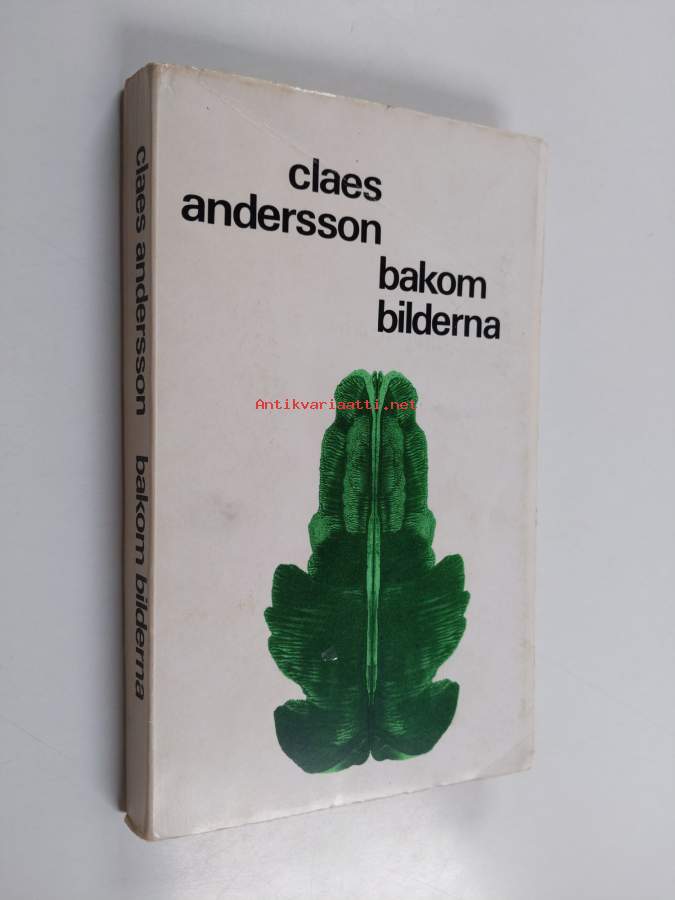 claes
andersson
bakom
bilderna
Antikvariaatti.net
claes andersson bakom bilderna